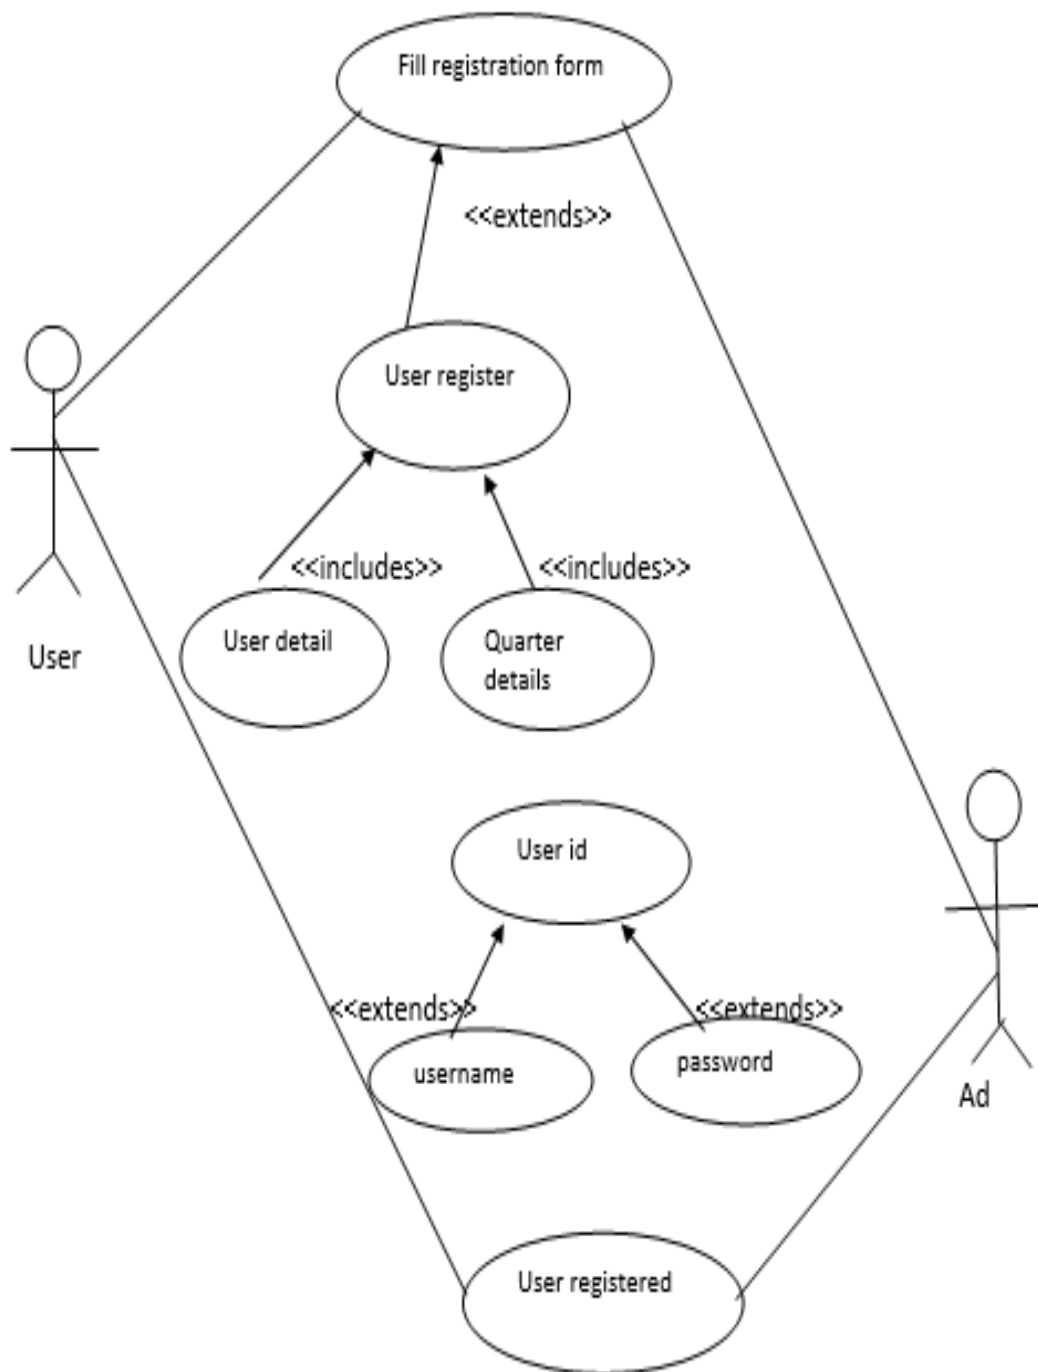 Fill registration form
<<extends>>
User register
<<includes>>
<<includes>>
User detail
Quarter
details
User
User id
<<extends>>
<<extends>>
username
password
Ad
User registered